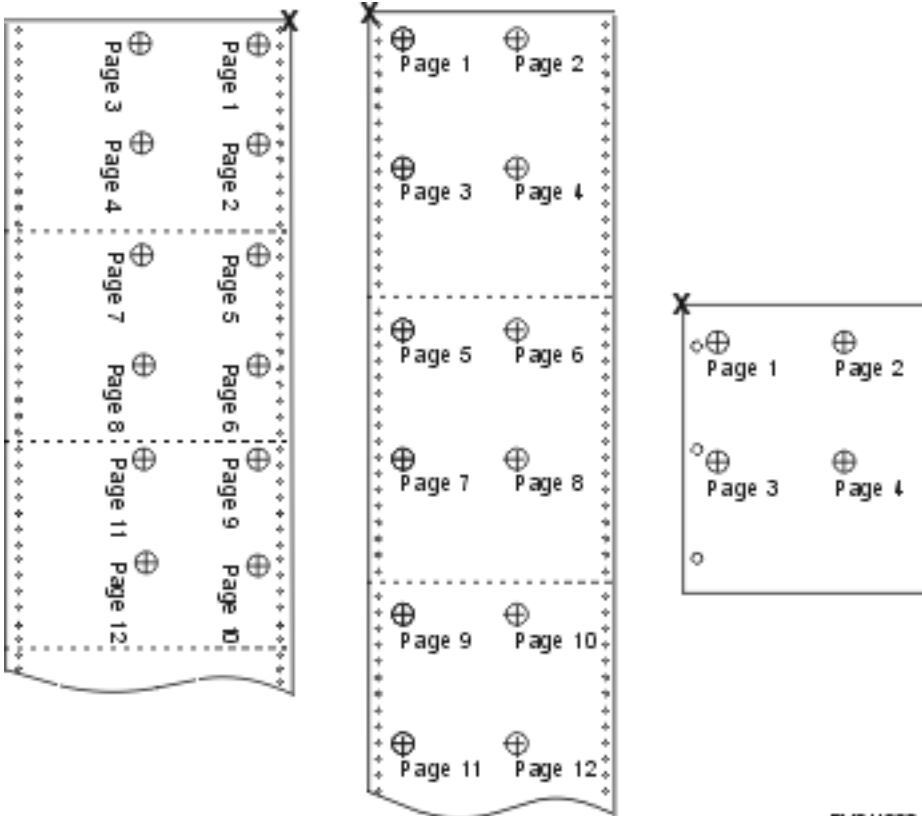 X
Page 1
Page 2
Page 3
Page 4
Page 5
Page 6
Page 7
Page 8
Page 9
Page 10
Page 11
Page 12
X
Page 1 Page 2
Page 3 Page 4
Page 5 Page 6
Page 7 Page 8
Page 9 Page 10
Page 11 Page 12
X
Page 1 Page 2
Page 3 Page 4